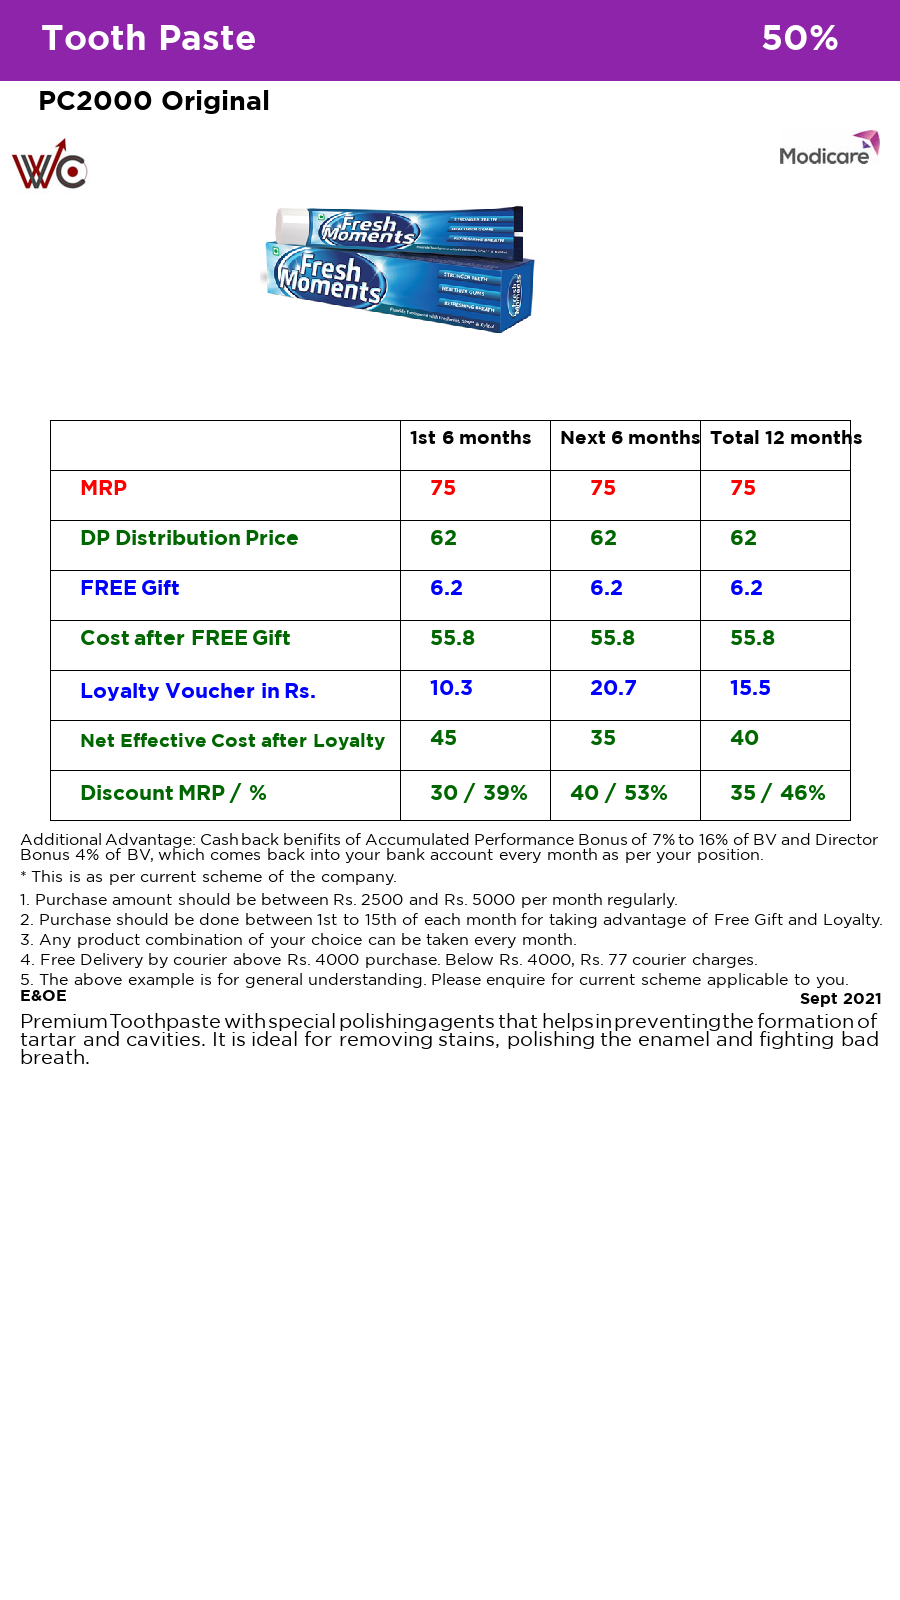 Tooth Paste 50%
PC2000 Original
WC
Modicare
Fresh
Moments
STRONGER TEETH
HEALTHIER GUMS
REFRESHING BREATH
Fresh
Moments
STRONGER TEETH
HEALTHIER GUMS
REFRESHING BREATH
Fresh Moments
1st 6 months Next 6 months Total 12 months
MRP 75 75 75
DP Distribution Price 62 62 62
FREE Gift 6.2 6.2 6.2
Cost after FREE Gift 55.8 55.8 55.8
Loyalty Voucher in Rs. 10.3 20.7 15.5
Net Effective Cost after Loyalty 45 35 40
Discount MRP / % 30 / 39% 40 / 53% 35 / 46%
Additional Advantage: Cashback benifits of Accumulated Performance Bonus of 7% to 16% of BV and Director
Bonus 4% of BV, which comes back into your bank account every month as per your position.
* This is as per current scheme of the company.
1. Purchase amount should be between Rs. 2500 and Rs. 5000 per month regularly.
2. Purchase should be done between 1st to 15th of each month for taking advantage of Free Gift and Loyalty.
3. Any product combination of your choice can be taken every month.
4. Free Delivery by courier above Rs. 4000 purchase. Below Rs. 4000, Rs. 77 courier charges.
5. The above example is for general understanding. Please enquire for current scheme applicable to you.
E&OE Sept 2021
Premium Toothpaste with special polishing agents that helps in preventing the formation of
tartar and cavities. It is ideal for removing stains, polishing the enamel and fighting bad
breath.